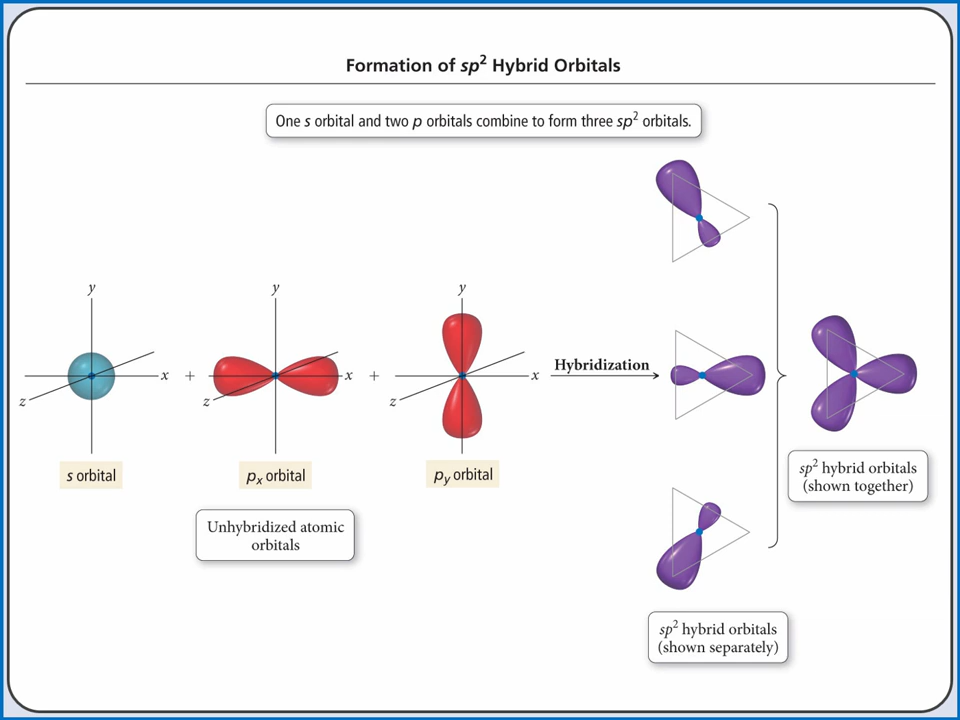 Formation of sp² Hybrid Orbitals
One s orbital and two p orbitals combine to form three sp² orbitals.
y
x
z
s orbital
+
y
x
z
pₓ orbital
+
y
x
z
pᵧ orbital
Unhybridized atomic
orbitals
Hybridization
sp² hybrid orbitals
(shown separately)
sp² hybrid orbitals
(shown together)